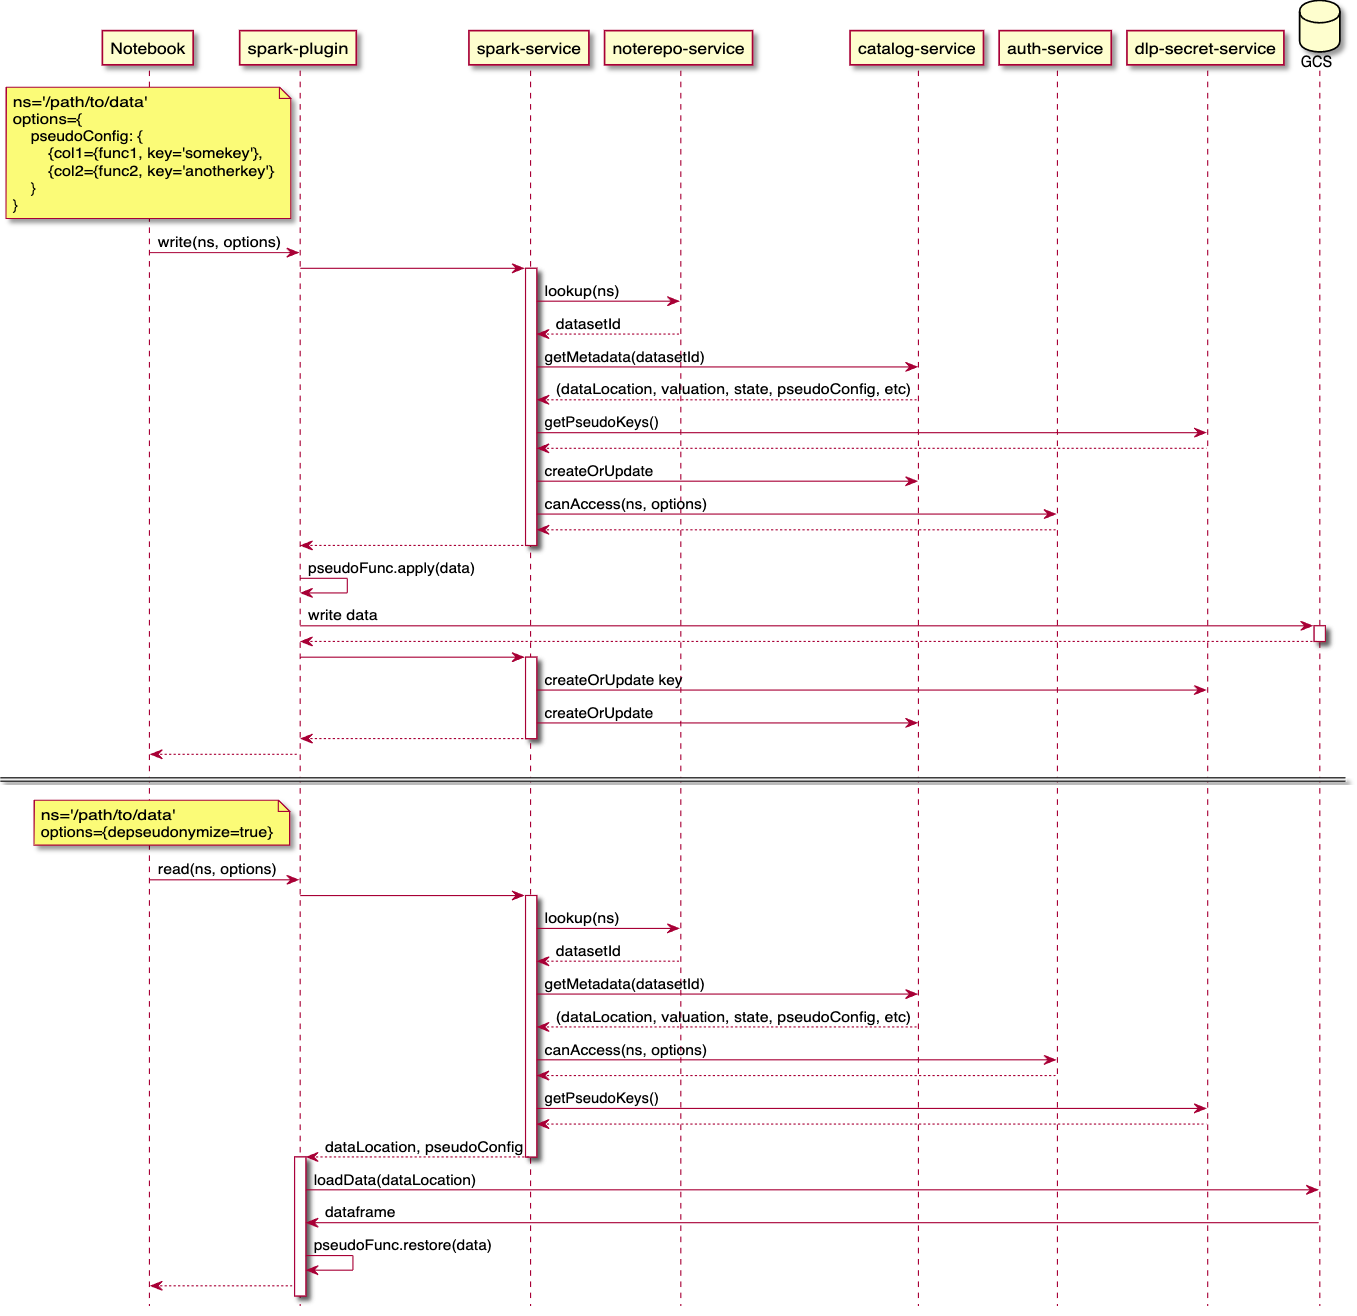 Notebook
spark-plugin
spark-service
noterepo-service
catalog-service
auth-service
dlp-secret-service
GCS
ns='/path/to/data'
options={
pseudoConfig: {
{col1={func1, key='somekey'},
{col2={func2, key='anotherkey'}
}
}
write(ns, options)
lookup(ns)
datasetId
getMetadata(datasetId)
(dataLocation, valuation, state, pseudoConfig, etc)
getPseudoKeys()
createOrUpdate
canAccess(ns, options)
pseudoFunc.apply(data)
write data
createOrUpdate key
createOrUpdate
ns='/path/to/data'
options={depseudonymize=true}
read(ns, options)
lookup(ns)
datasetId
getMetadata(datasetId)
(dataLocation, valuation, state, pseudoConfig, etc)
canAccess(ns, options)
getPseudoKeys()
dataLocation, pseudoConfig
loadData(dataLocation)
dataframe
pseudoFunc.restore(data)